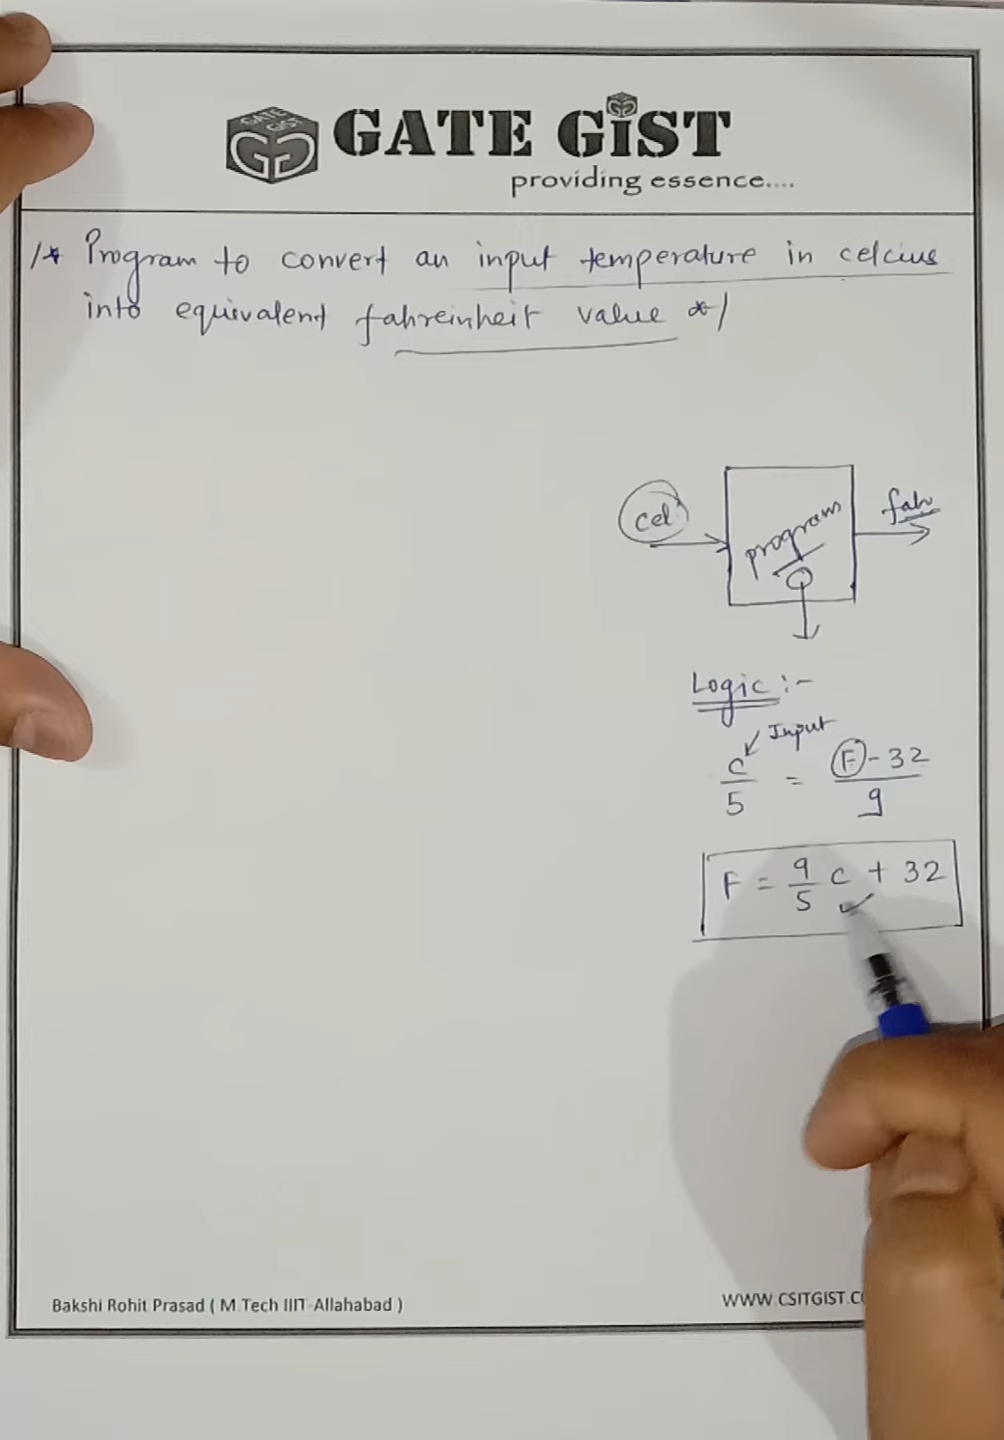 GATE GiST
providing essence....
/* Program to convert an input temperature in celcius
into equivalent fahreinheit value */
cel
program
fah
Logic :-
Input
C/5 = F-32/9
F = 9/5 C + 32
Bakshi Rohit Prasad ( M.Tech IIIT-Allahabad )
WWW.CSITGIST.CO